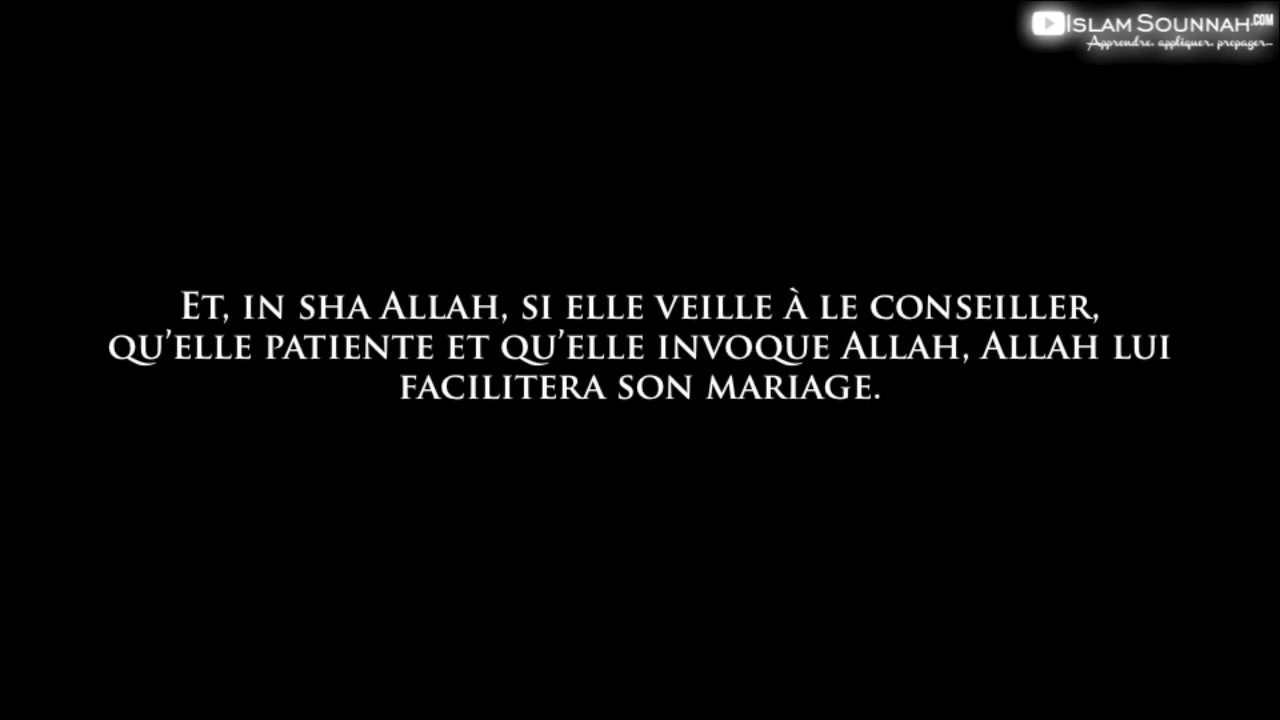 ISLAM SOUNNAH.COM
Apprendre, appliquer, propager...
ET, IN SHA ALLAH, SI ELLE VEILLE À LE CONSEILLER,
QU'ELLE PATIENTE ET QU'ELLE INVOQUE ALLAH, ALLAH LUI
FACILITERA SON MARIAGE.